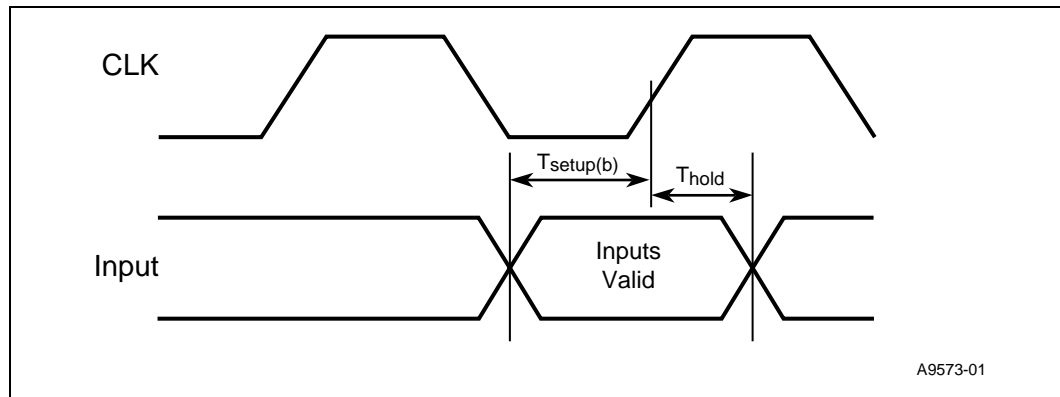 CLK
Tsetup(b)
Thold
Input
Inputs
Valid
A9573-01